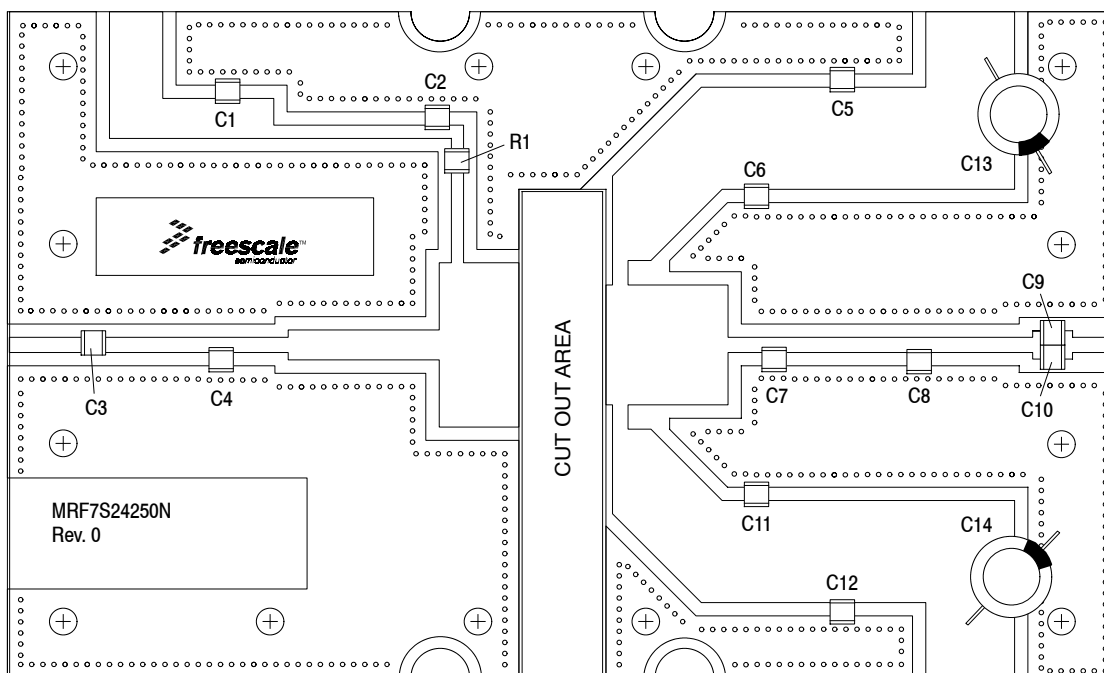 C1
C2
R1
C5
C6
C13
freescale™
semiconductor
C9
C3
C4
CUT OUT AREA
C7
C8
C10
MRF7S24250N
Rev. 0
C11
C14
C12